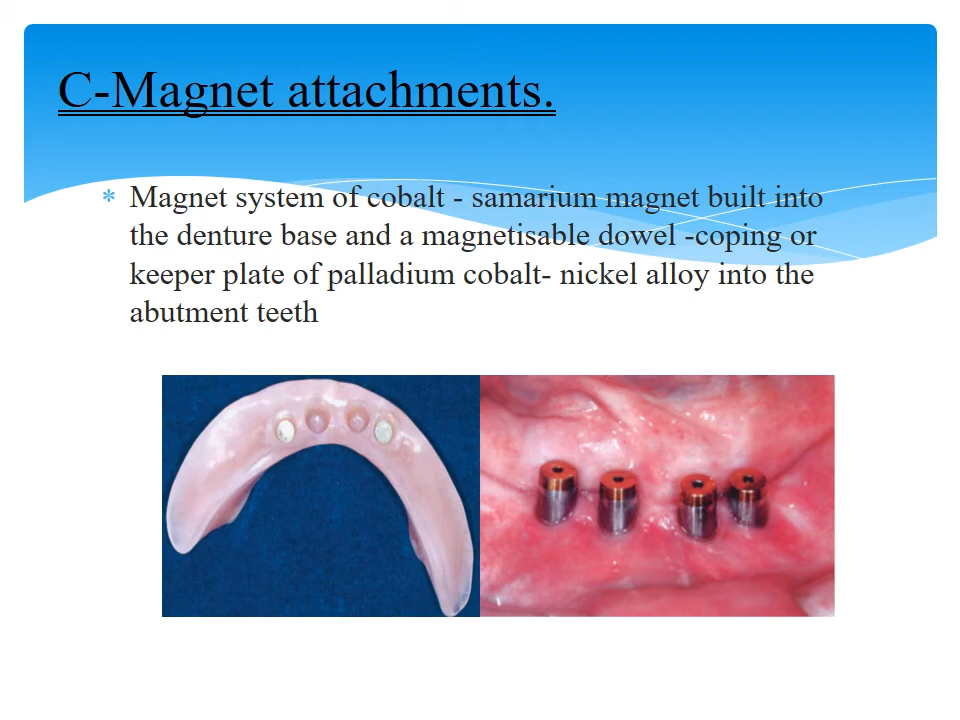 C-Magnet attachments.
Magnet system of cobalt - samarium magnet built into
the denture base and a magnetisable dowel -coping or
keeper plate of palladium cobalt- nickel alloy into the
abutment teeth